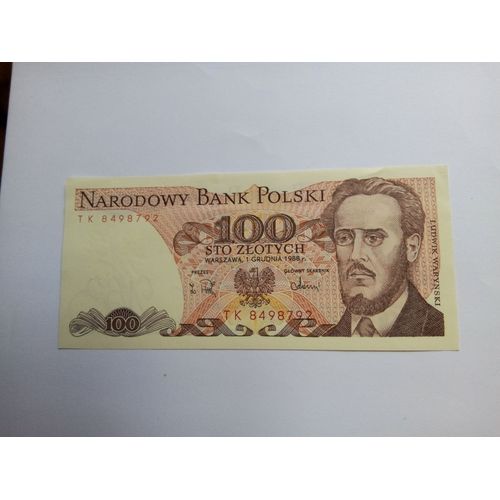 NARODOWY BANK POLSKI
TK 8498792
100
STO ZŁOTYCH
WARSZAWA, 1 GRUDNIA 1988 r.
PREZES
GŁÓWNY SKARBNIK
LUDWIK WARYŃSKI
TK 8498792
100